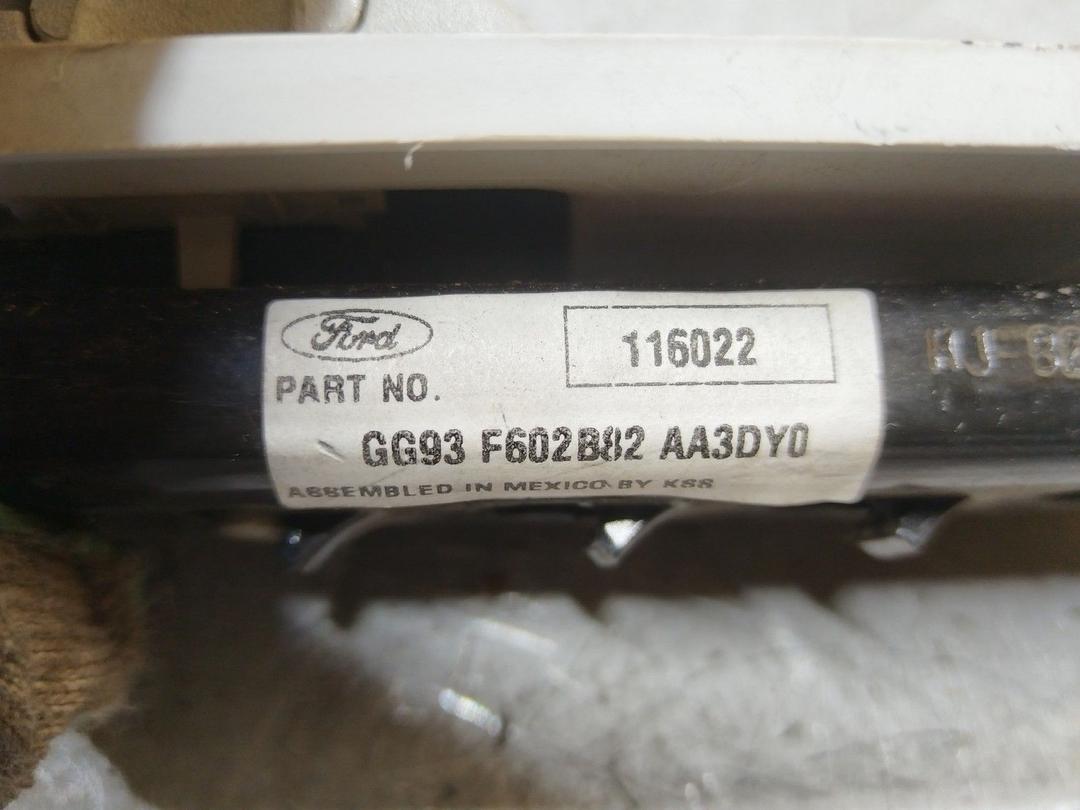 Ford
116022
PART NO.
GG93 F602B82 AA3DY0
ASSEMBLED IN MEXICO BY KSS